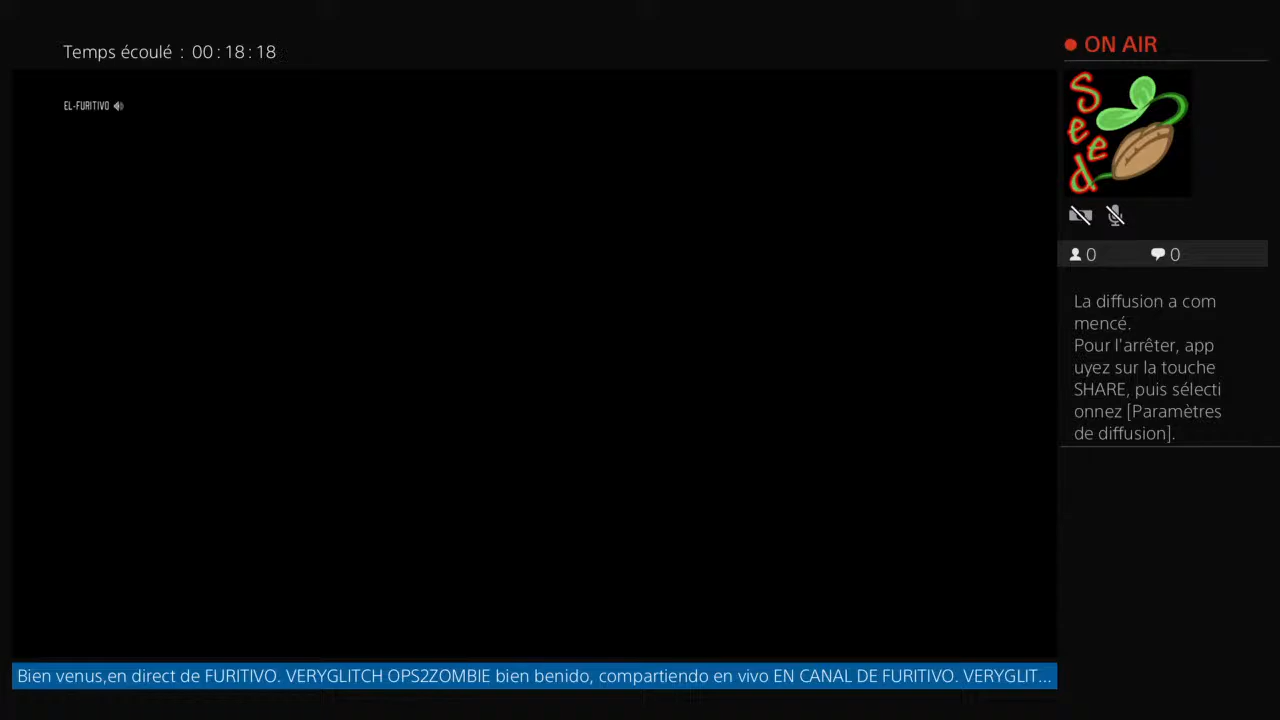 Temps écoulé : 00:18:18
ON AIR
EL-FURITIVO
Seed
0 0
La diffusion a com
mencé.
Pour l'arrêter, app
uyez sur la touche
SHARE, puis sélecti
onnez [Paramètres
de diffusion].
Bien venus,en direct de FURITIVO. VERYGLITCH OPS2ZOMBIE bien benido, compartiendo en vivo EN CANAL DE FURITIVO. VERYGLIT...